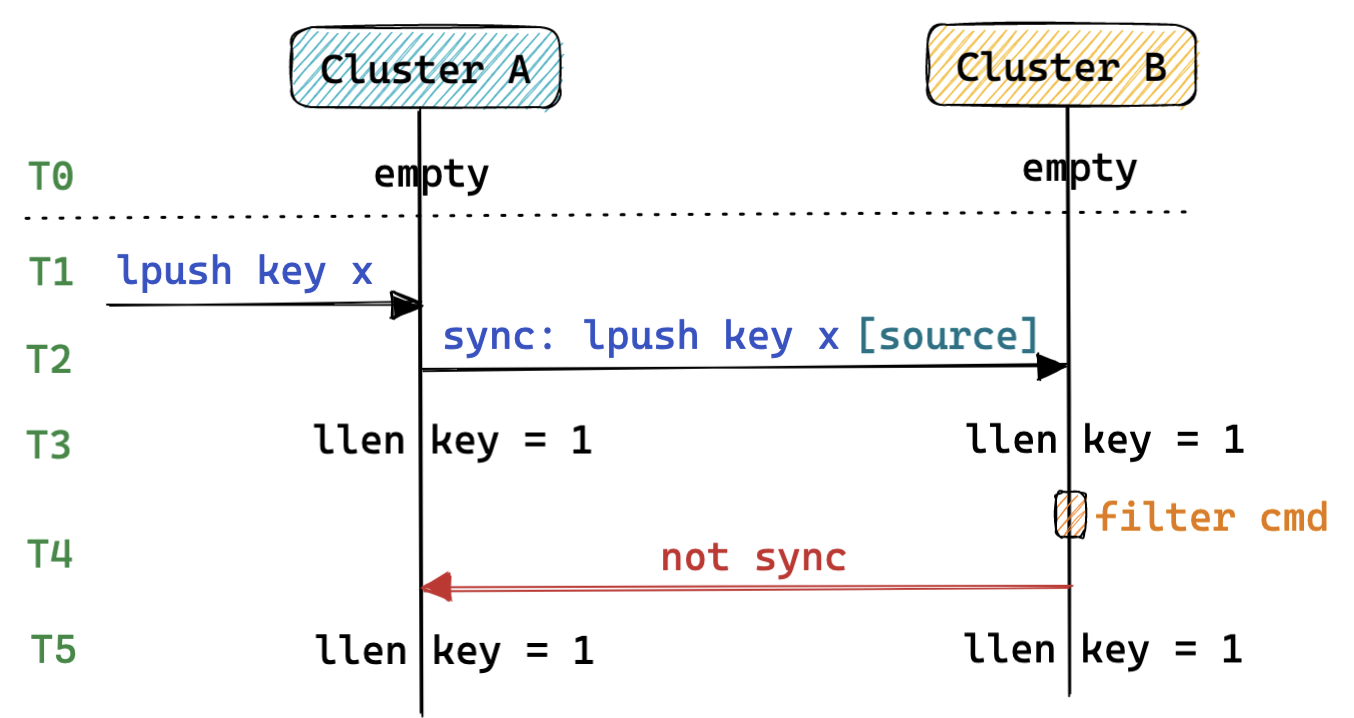 Cluster A
Cluster B
T0
empty
empty
T1
lpush key x
T2
sync: lpush key x [source]
T3
llen key = 1
llen key = 1
filter cmd
T4
not sync
T5
llen key = 1
llen key = 1